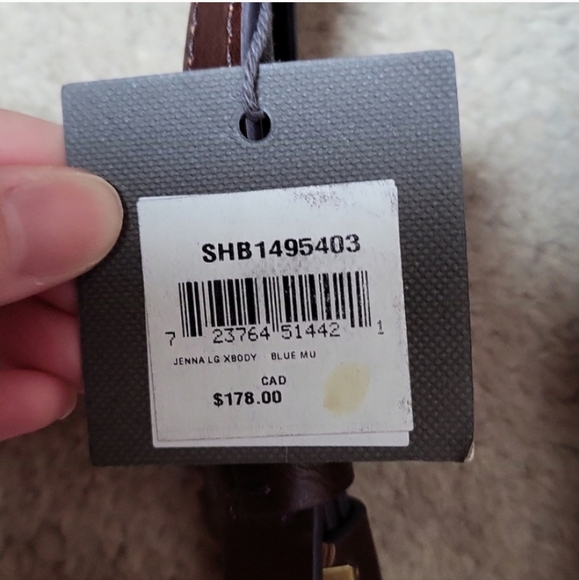 SHB1495403
7 23764 51442 1
JENNA LG XBODY BLUE MU
CAD
$178.00